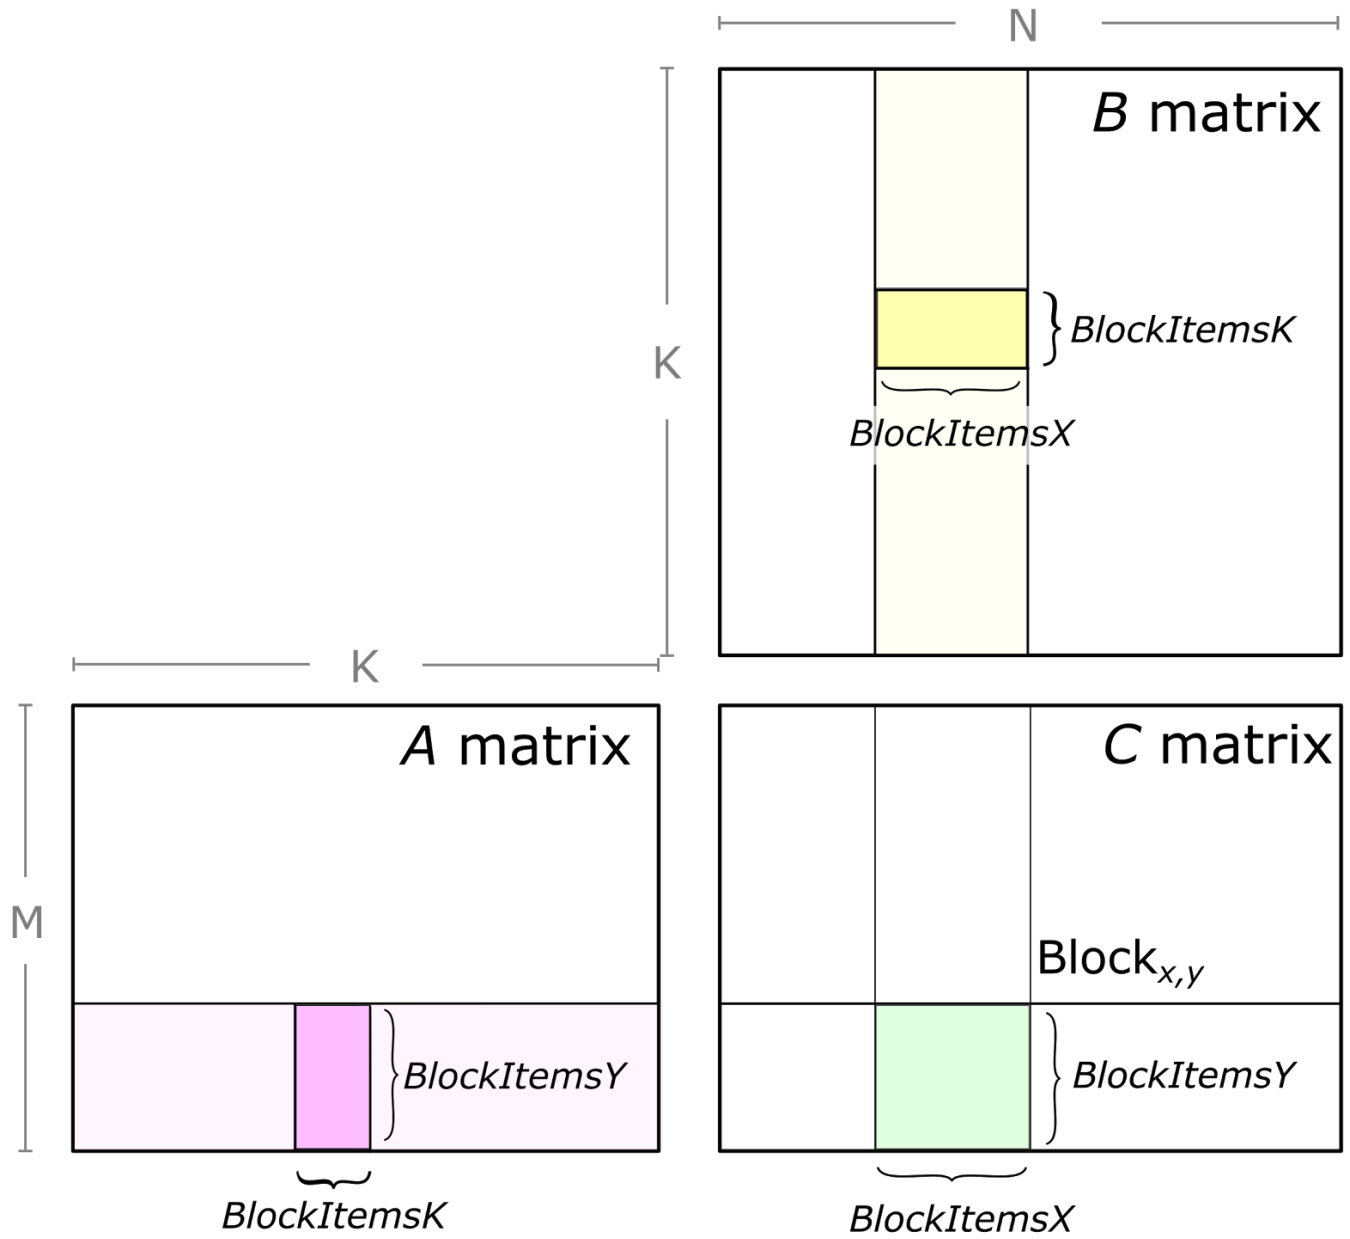 N
B matrix
BlockItemsK
K
BlockItemsX
K
A matrix
C matrix
M
Blockx,y
BlockItemsY
BlockItemsY
BlockItemsK
BlockItemsX